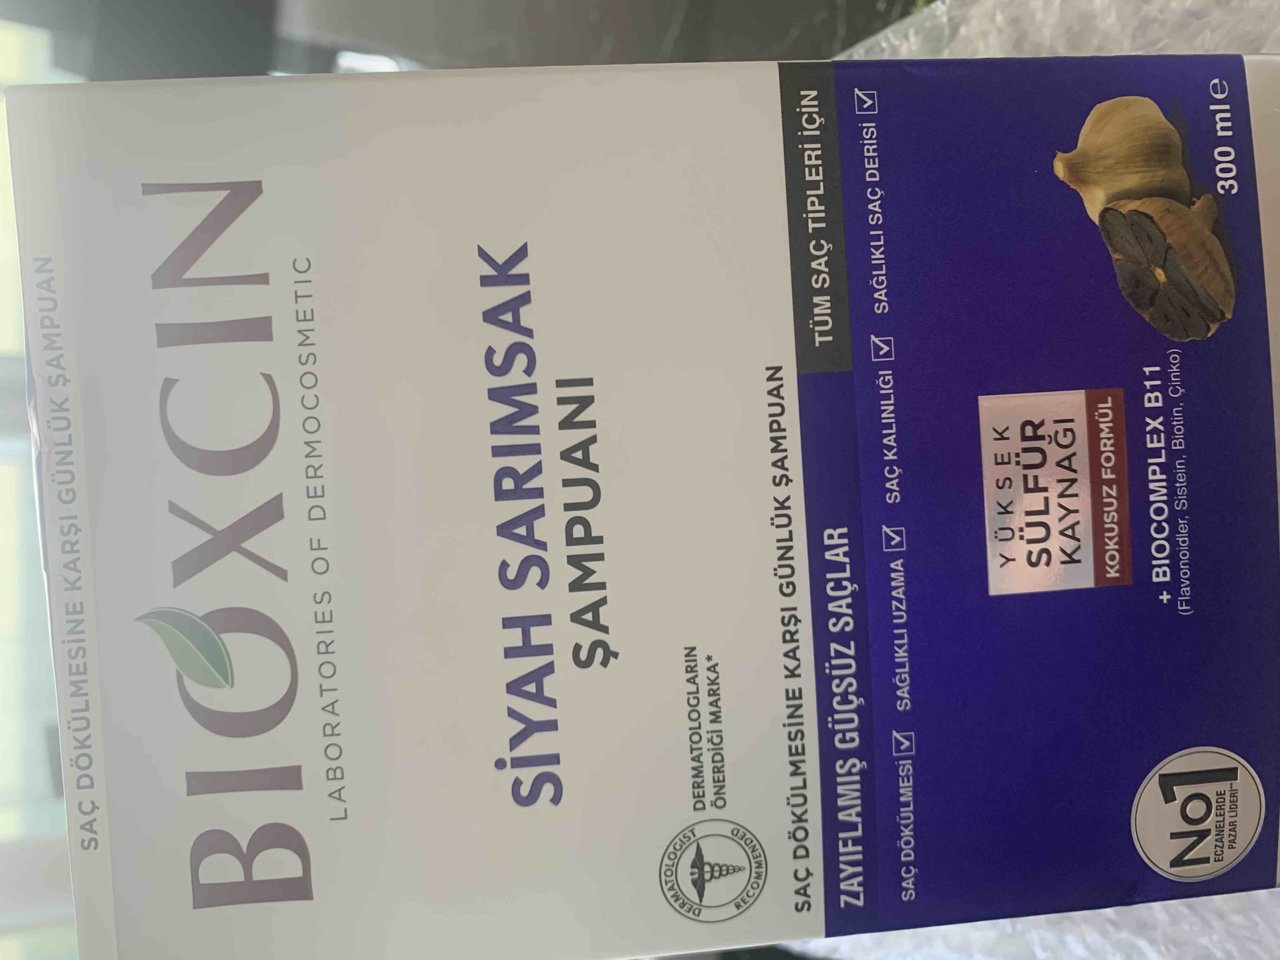 SAÇ DÖKÜLMESİNE KARŞI GÜNLÜK ŞAMPUAN
BIOXCIN
LABORATORIES OF DERMOCOSMETIC
SİYAH SARIMSAK
ŞAMPUANI
DERMATOLOGIST
RECOMMENDED
DERMATOLOGLARIN
ÖNERDİĞİ MARKA*
SAÇ DÖKÜLMESİNE KARŞI GÜNLÜK ŞAMPUAN
TÜM SAÇ TİPLERİ İÇİN
ZAYIFLAMIŞ GÜÇSÜZ SAÇLAR
SAÇ DÖKÜLMESİ ☑ SAĞLIKLI UZAMA ☑ SAÇ KALINLIĞI ☑ SAĞLIKLI SAÇ DERİSİ ☑
YÜKSEK
SÜLFÜR
KAYNAĞI
KOKUSUZ FORMÜL
+ BIOCOMPLEX B11
(Flavonoidler, Sistein, Biotin, Çinko)
No1
ECZANELERDE
PAZAR LİDERİ**
300 ml e